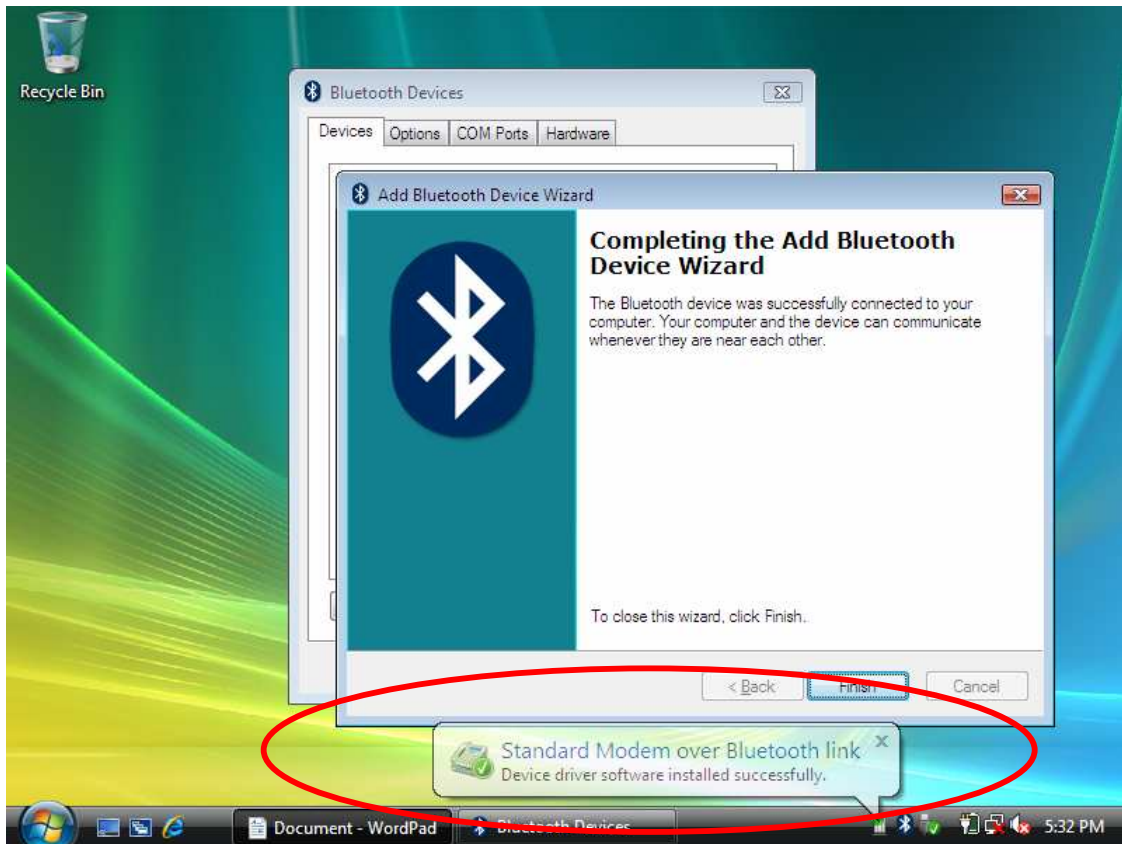 Recycle Bin
Bluetooth Devices
Devices Options COM Ports Hardware
Add Bluetooth Device Wizard
Completing the Add Bluetooth
Device Wizard
The Bluetooth device was successfully connected to your
computer. Your computer and the device can communicate
whenever they are near each other.
To close this wizard, click Finish.
< Back Finish Cancel
Standard Modem over Bluetooth link
Device driver software installed successfully.
Document - WordPad Bluetooth Devices 5:32 PM